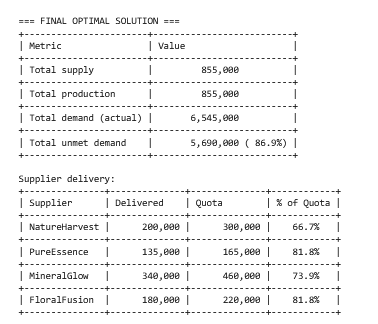 === FINAL OPTIMAL SOLUTION ===
+---------------------+----------------------+
| Metric | Value |
+---------------------+----------------------+
| Total supply | 855,000 |
+---------------------+----------------------+
| Total production | 855,000 |
+---------------------+----------------------+
| Total demand (actual) | 6,545,000 |
+---------------------+----------------------+
| Total unmet demand | 5,690,000 ( 86.9%) |
+---------------------+----------------------+
Supplier delivery:
+--------------+------------+------------+------------+
| Supplier | Delivered | Quota | % of Quota |
+--------------+------------+------------+------------+
| NatureHarvest | 200,000 | 300,000 | 66.7% |
+--------------+------------+------------+------------+
| PureEssence | 135,000 | 165,000 | 81.8% |
+--------------+------------+------------+------------+
| MineralGlow | 340,000 | 460,000 | 73.9% |
+--------------+------------+------------+------------+
| FloralFusion | 180,000 | 220,000 | 81.8% |
+--------------+------------+------------+------------+